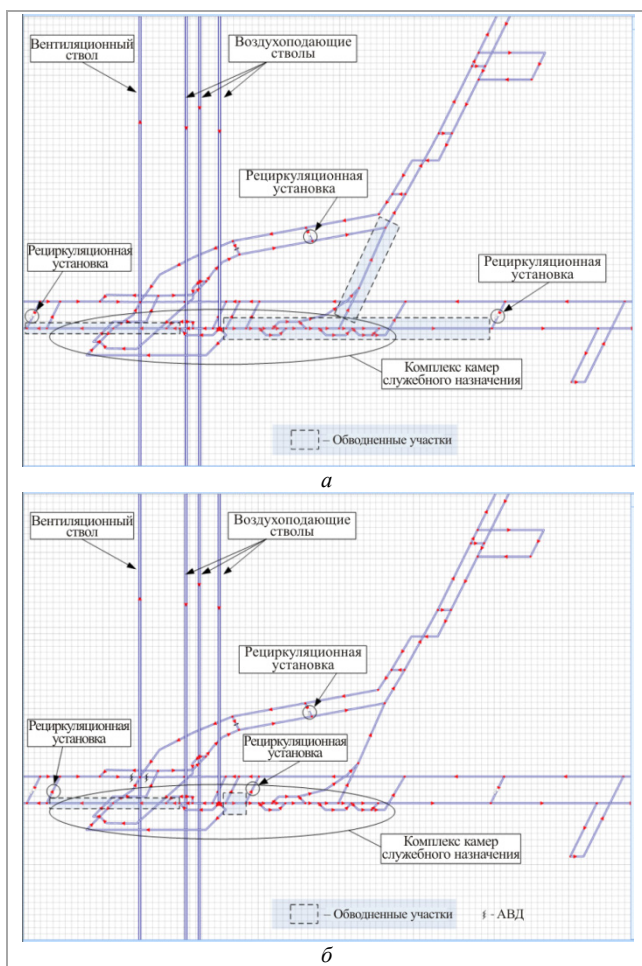 Вентиляционный
ствол
Воздухоподающие
стволы
Рециркуляционная
установка
Рециркуляционная
установка
Рециркуляционная
установка
Комплекс камер
служебного назначения
– Обводненные участки
а
Вентиляционный
ствол
Воздухоподающие
стволы
Рециркуляционная
установка
Рециркуляционная
установка
Рециркуляционная
установка
Комплекс камер
служебного назначения
– Обводненные участки
- АВД
б